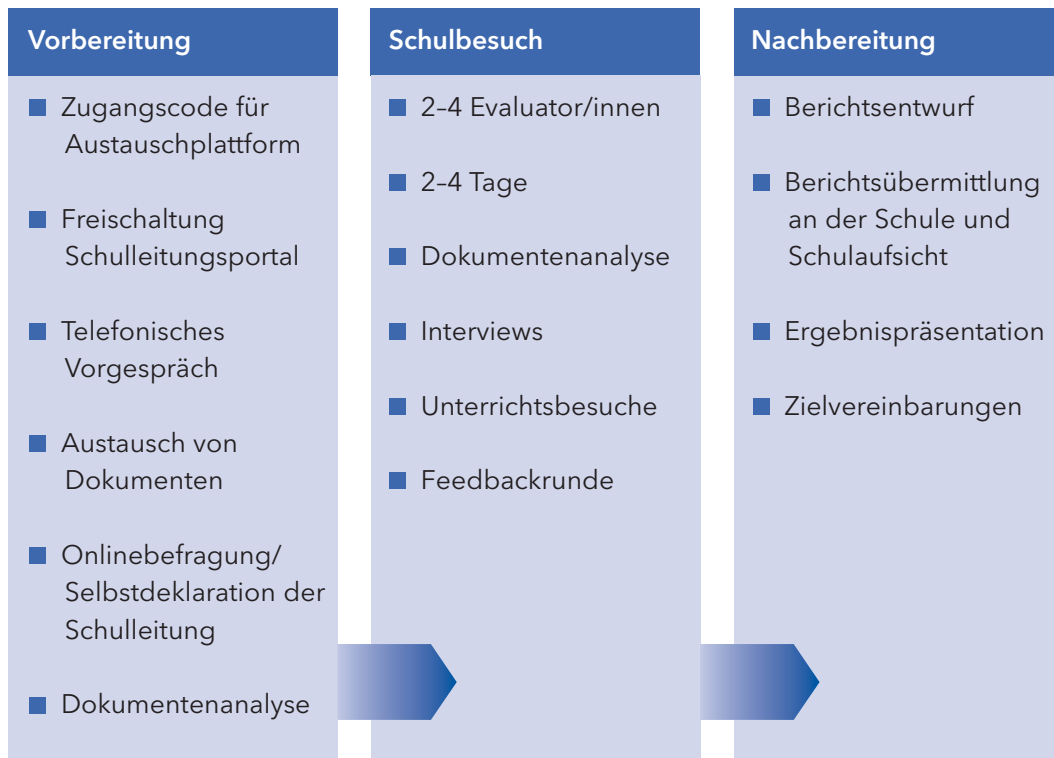 Vorbereitung
Zugangscode für
Austauschplattform
Freischaltung
Schulleitungsportal
Telefonisches
Vorgespräch
Austausch von
Dokumenten
Onlinebefragung/
Selbstdeklaration der
Schulleitung
Dokumentenanalyse
Schulbesuch
2–4 Evaluator/innen
2–4 Tage
Dokumentenanalyse
Interviews
Unterrichtsbesuche
Feedbackrunde
Nachbereitung
Berichtsentwurf
Berichtsübermittlung
an der Schule und
Schulaufsicht
Ergebnispräsentation
Zielvereinbarungen